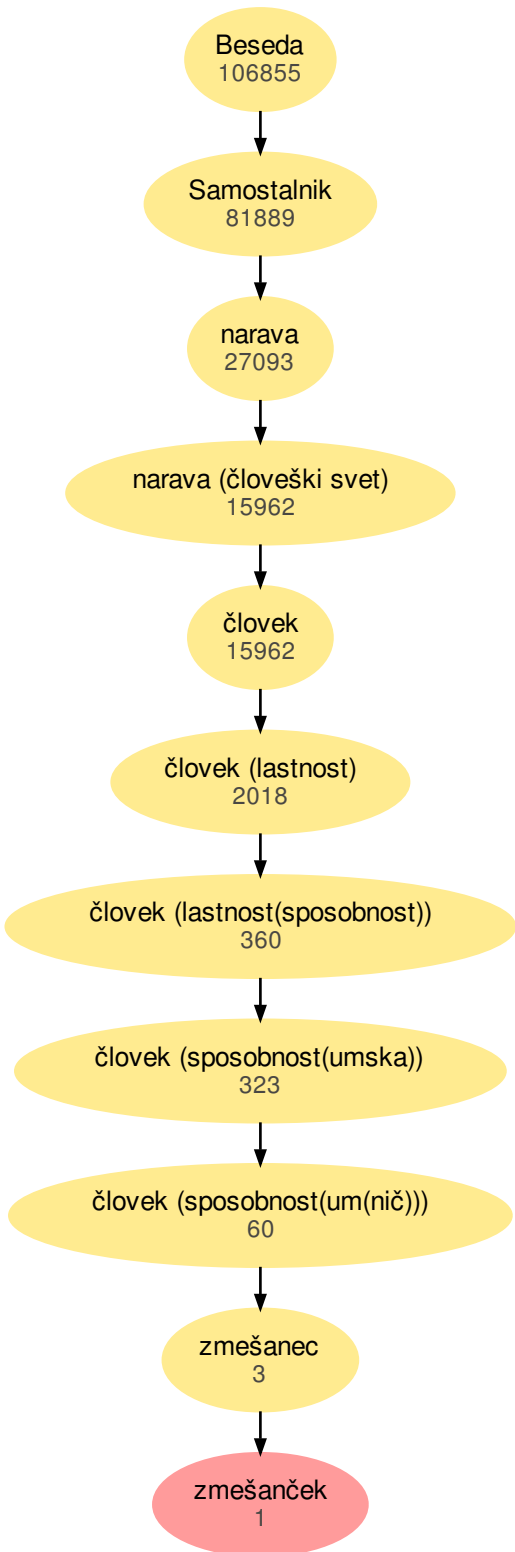 Beseda
106855
Samostalnik
81889
narava
27093
narava (človeški svet)
15962
človek
15962
človek (lastnost)
2018
človek (lastnost(sposobnost))
360
človek (sposobnost(umska))
323
človek (sposobnost(um(nič)))
60
zmešanec
3
zmešanček
1